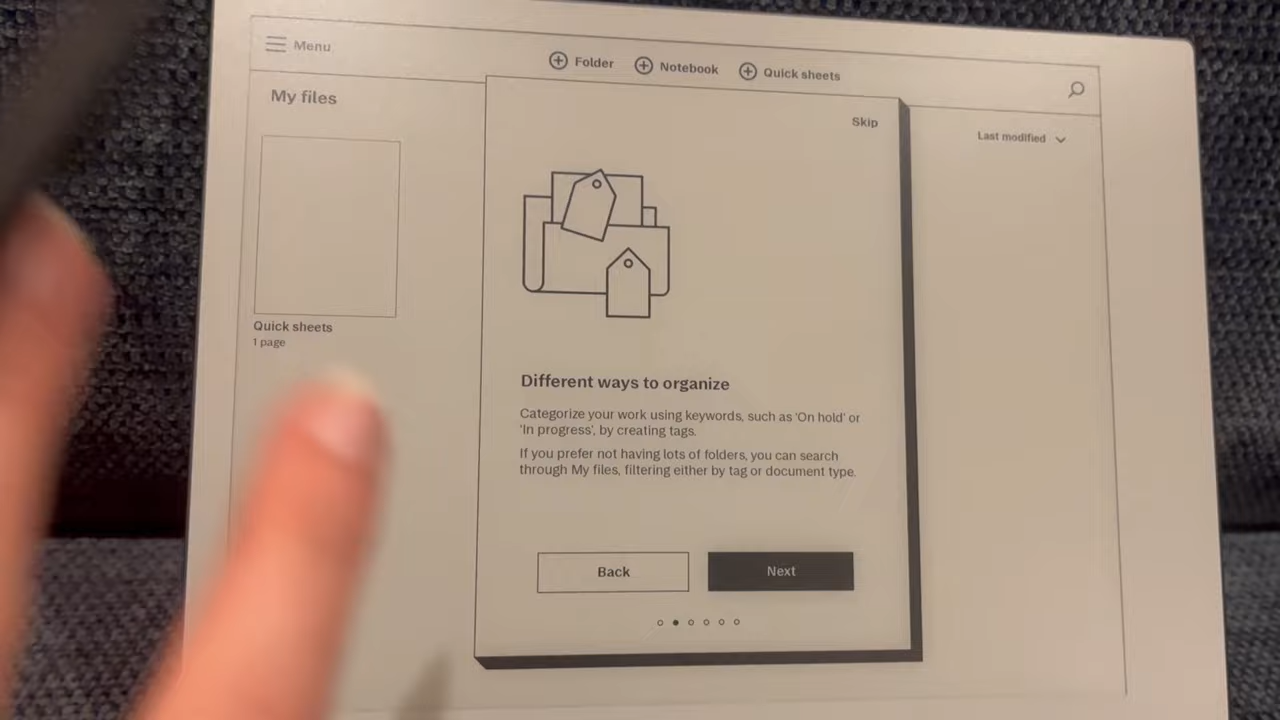 Menu
Folder
Notebook
Quick sheets
My files
Skip
Last modified
Quick sheets
1 page
Different ways to organize
Categorize your work using keywords, such as 'On hold' or
'In progress', by creating tags.
If you prefer not having lots of folders, you can search
through My files, filtering either by tag or document type.
Back
Next